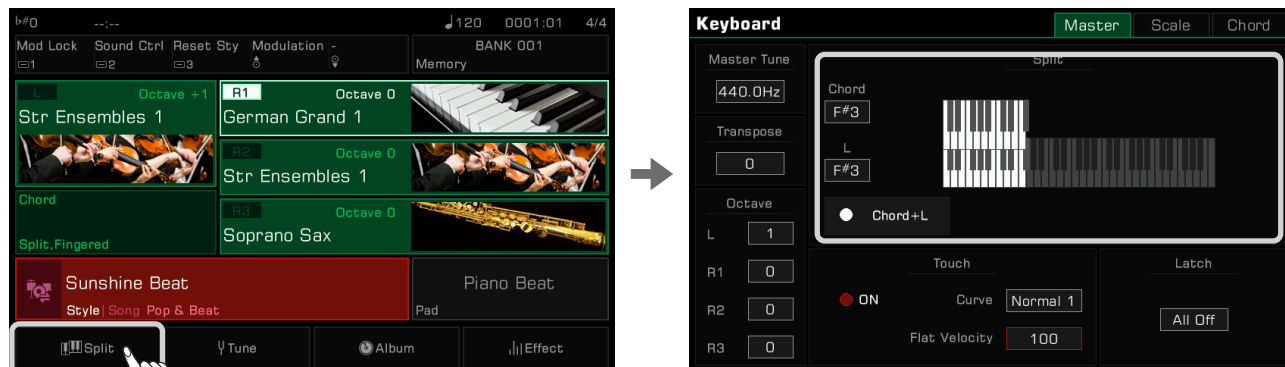 ♭#0 --:-- ♩120 0001:01 4/4
Mod Lock Sound Ctrl Reset Sty Modulation - BANK 001
1 2 3 Memory
L Octave +1 R1 Octave 0
Str Ensembles 1 German Grand 1
R2 Octave 0
Str Ensembles 1
Chord
R3 Octave 0
Soprano Sax
Split,Fingered
Sunshine Beat Piano Beat
Style|Song Pop & Beat Pad
Split Tune Album Effect
Keyboard Master Scale Chord
Master Tune
440.0Hz
Transpose
0
Octave
L 1
R1 0
R2 0
R3 0
Split
Chord
F#3
L
F#3
Chord+L
Touch
ON Curve Normal 1
Flat Velocity 100
Latch
All Off